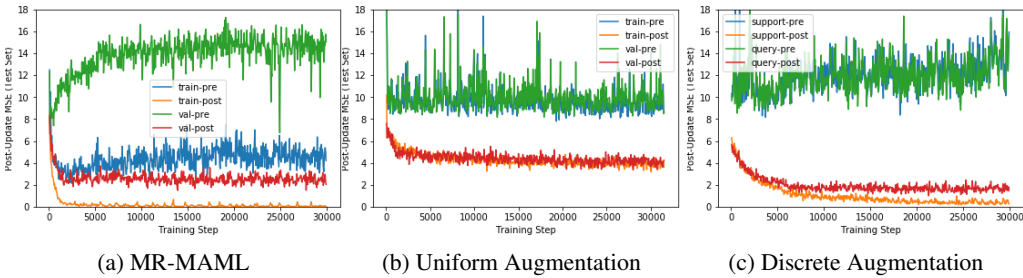 Post-Update MSE (Test Set)
18
16
14
12
10
8
6
4
2
0
train-pre
train-post
val-pre
val-post
0 5000 10000 15000 20000 25000 30000
Training Step
(a) MR-MAML
Post-Update MSE (Test Set)
18
16
14
12
10
8
6
4
2
0
train-pre
train-post
val-pre
val-post
0 5000 10000 15000 20000 25000 30000
Training Step
(b) Uniform Augmentation
Post-Update MSE (Test Set)
18
16
14
12
10
8
6
4
2
0
support-pre
support-post
query-pre
query-post
0 5000 10000 15000 20000 25000 30000
Training Step
(c) Discrete Augmentation